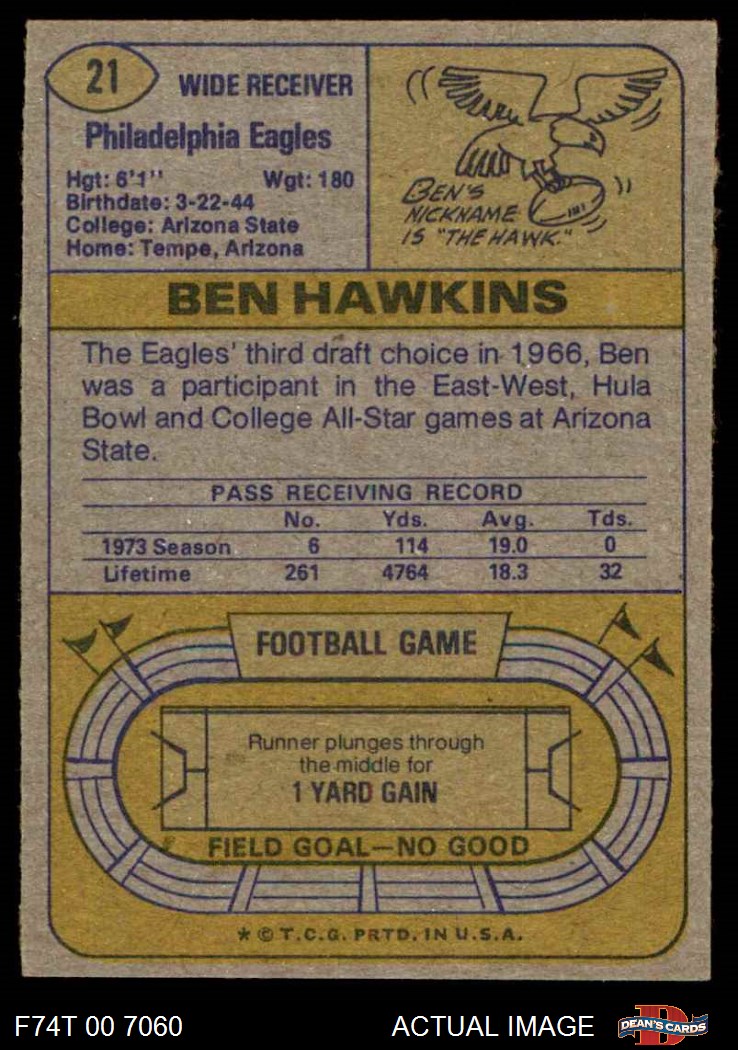 21
WIDE RECEIVER
Philadelphia Eagles
Hgt: 6'1" Wgt: 180
Birthdate: 3-22-44
College: Arizona State
Home: Tempe, Arizona
BEN'S
NICKNAME
IS "THE HAWK."
BEN HAWKINS
The Eagles' third draft choice in 1966, Ben
was a participant in the East-West, Hula
Bowl and College All-Star games at Arizona
State.
PASS RECEIVING RECORD
No. Yds. Avg. Tds.
1973 Season 6 114 19.0 0
Lifetime 261 4764 18.3 32
FOOTBALL GAME
Runner plunges through
the middle for
1 YARD GAIN
FIELD GOAL—NO GOOD
* © T.C.G. PRTD. IN U.S.A.
F74T 00 7060 ACTUAL IMAGE
D
DEAN'S CARDS